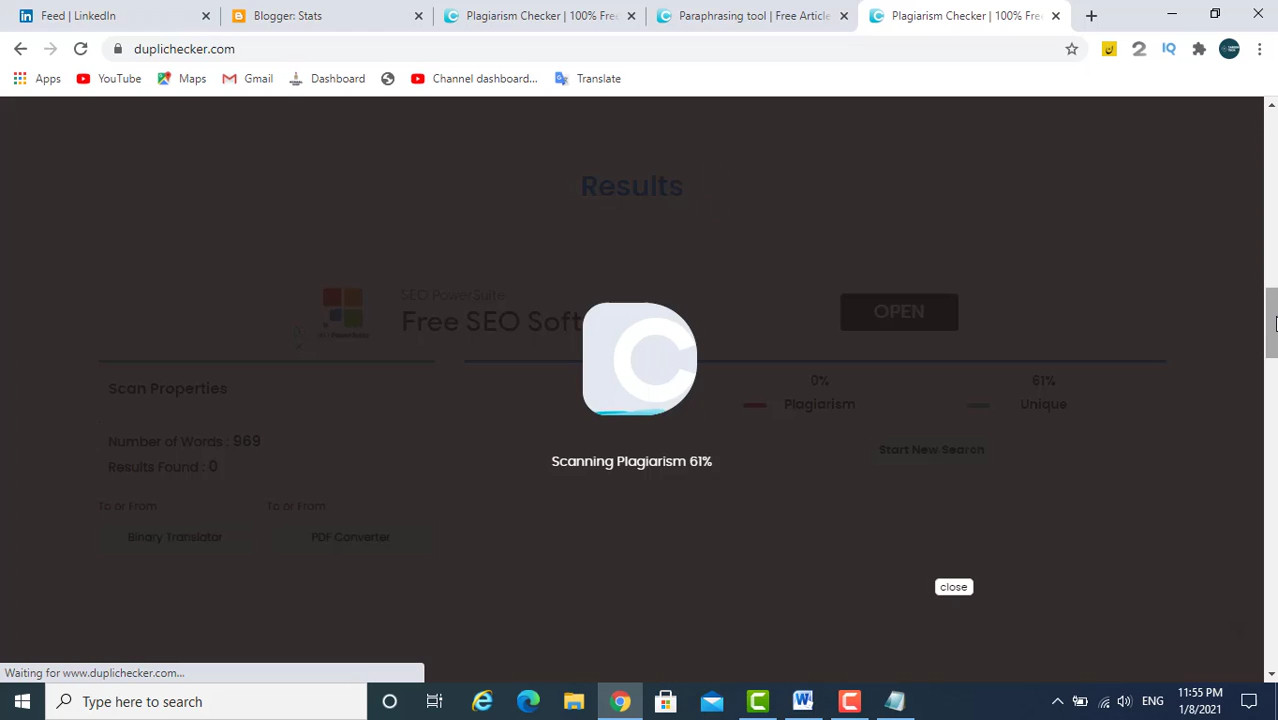 Feed | LinkedIn
Blogger: Stats
Plagiarism Checker | 100% Free
Paraphrasing tool | Free Article
Plagiarism Checker | 100% Free
duplichecker.com
Apps
YouTube
Maps
Gmail
Dashboard
Channel dashboard...
Translate
Results
SEO PowerSuite
Free SEO Soft
OPEN
Scan Properties
0%
61%
Plagiarism
Unique
Number of Words : 969
Results Found : 0
Start New Search
Scanning Plagiarism 61%
To or From
To or From
Binary Translator
PDF Converter
close
Waiting for www.duplichecker.com...
Type here to search
ENG
11:55 PM
1/8/2021